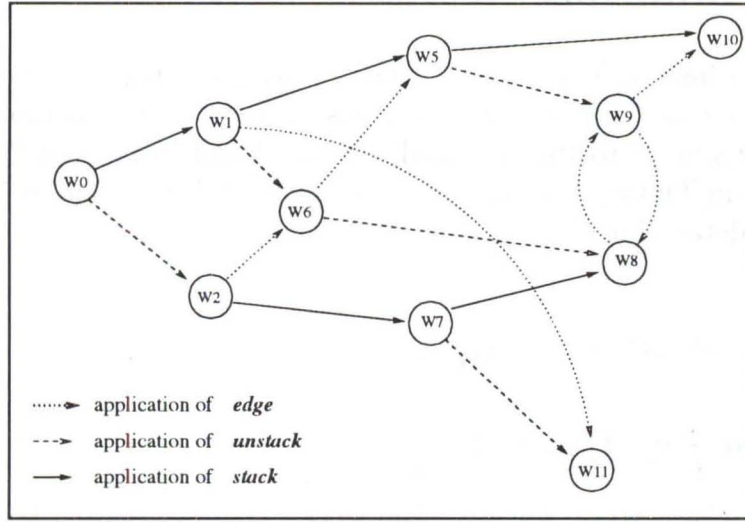 W10
W5
W9
W1
W0
W6
W8
W2
W7
application of edge
application of unstack
application of stack
W11